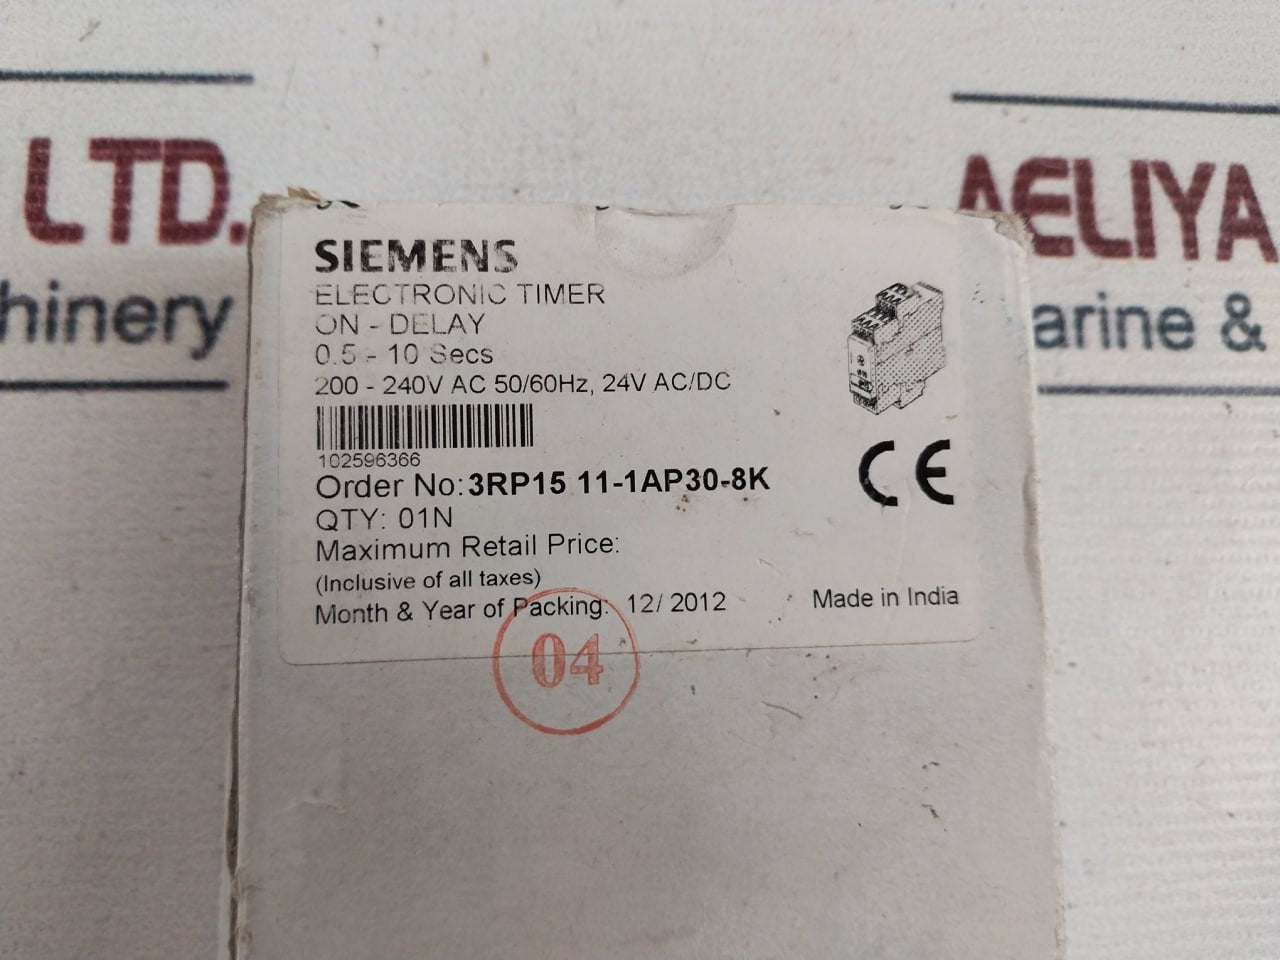 LTD.
AELIYA
hinery
arine &
SIEMENS
ELECTRONIC TIMER
ON - DELAY
0.5 - 10 Secs
200 - 240V AC 50/60Hz, 24V AC/DC
102596366
Order No: 3RP15 11-1AP30-8K
CE
QTY: 01N
Maximum Retail Price:
(Inclusive of all taxes)
Month & Year of Packing: 12/ 2012
Made in India
04